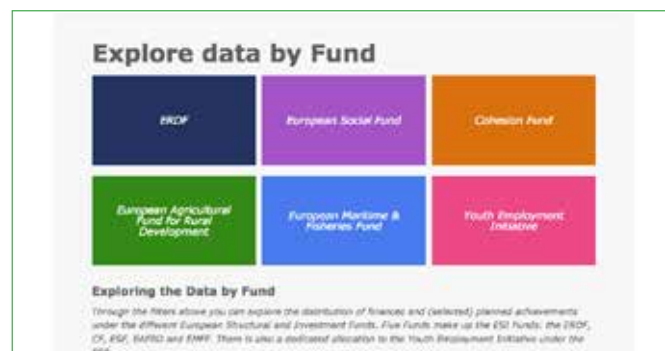 Explore data by Fund
ERDF
European Social Fund
Cohesion Fund
European Agricultural
Fund for Rural
Development
European Maritime &
Fisheries Fund
Youth Employment
Initiative
Exploring the Data by Fund
Through the filters above you can explore the distribution of finances and (selected) planned achievements
under the different European Structural and Investment Funds. Five Funds make up the ESI Funds: the ERDF,
CF, ESF, EAFRD and EMFF. There is also a dedicated allocation to the Youth Employment Initiative under the